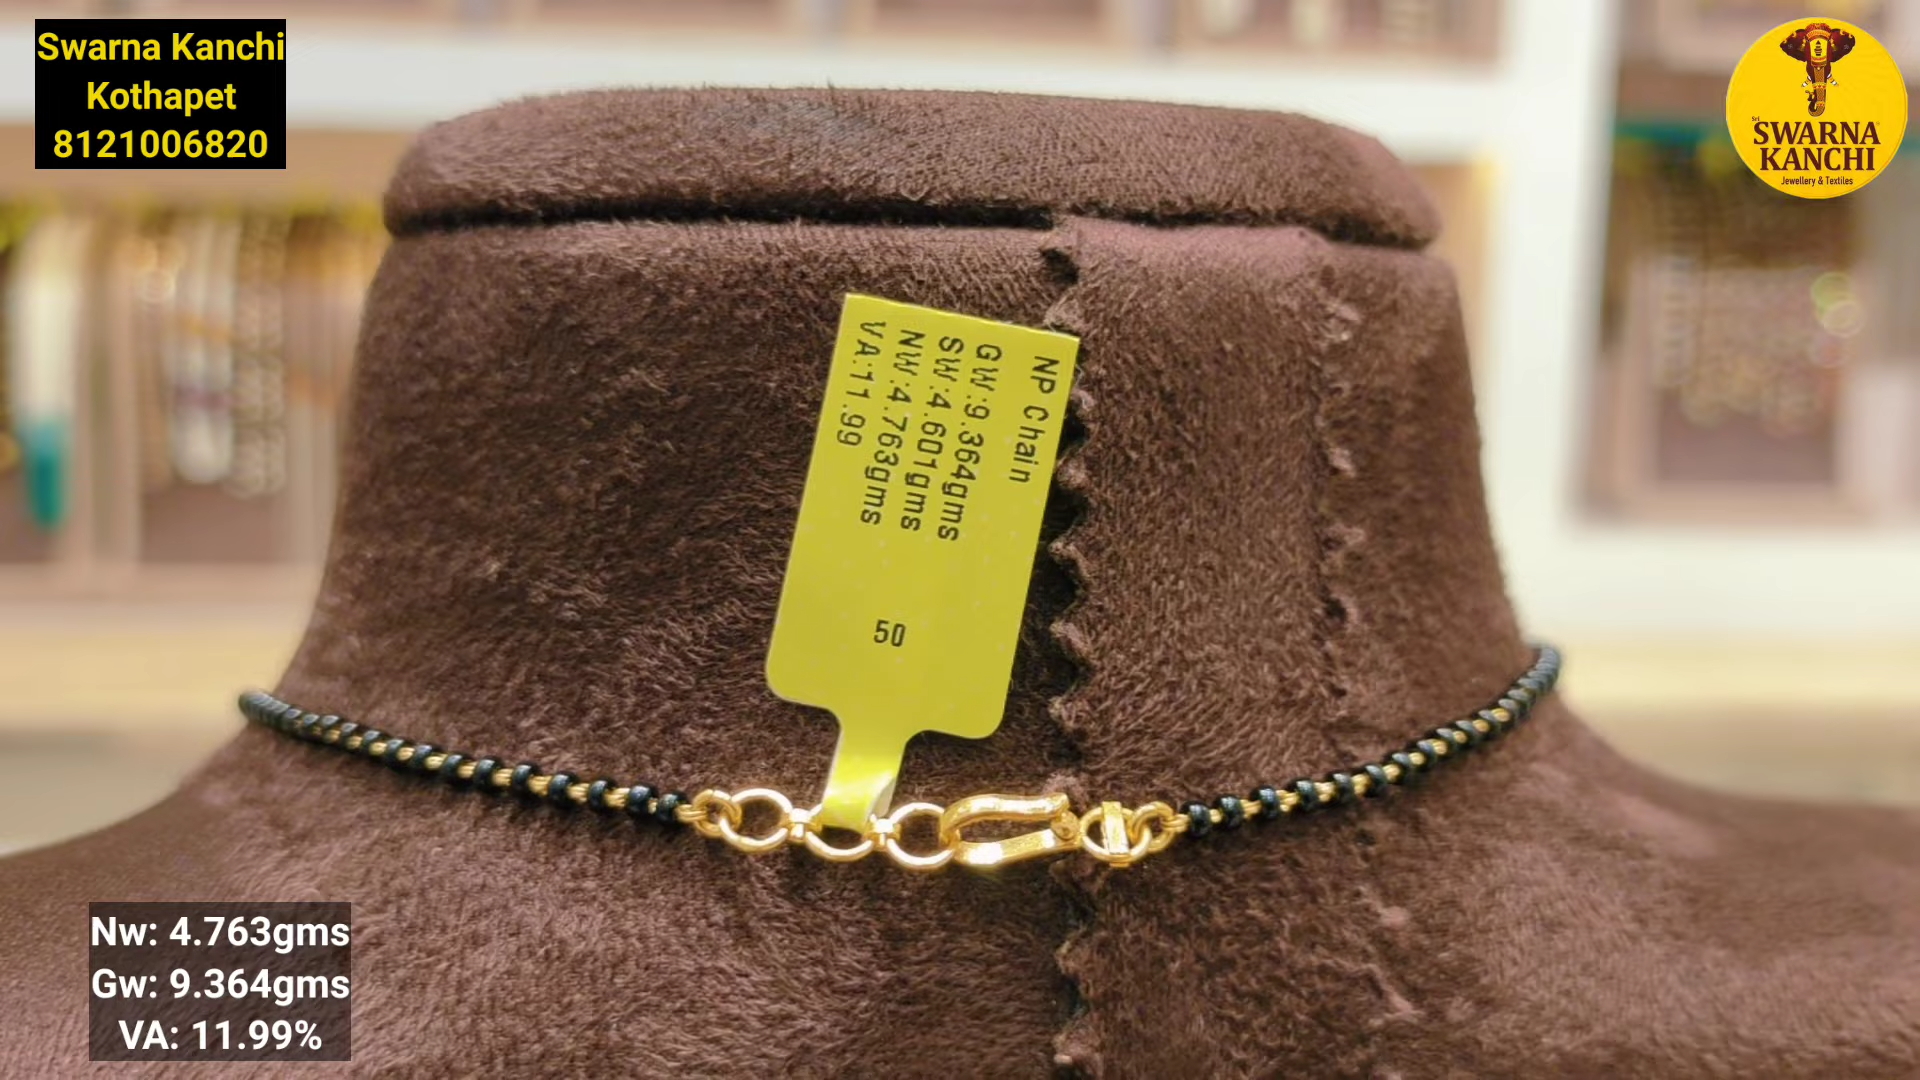 Swarna Kanchi
Kothapet
8121006820
Sri
SWARNA
KANCHI
Jewellery & Textiles
NP Chain
GW:9.364gms
SW:4.601gms
NW:4.763gms
VA:11.99
50
Nw: 4.763gms
Gw: 9.364gms
VA: 11.99%